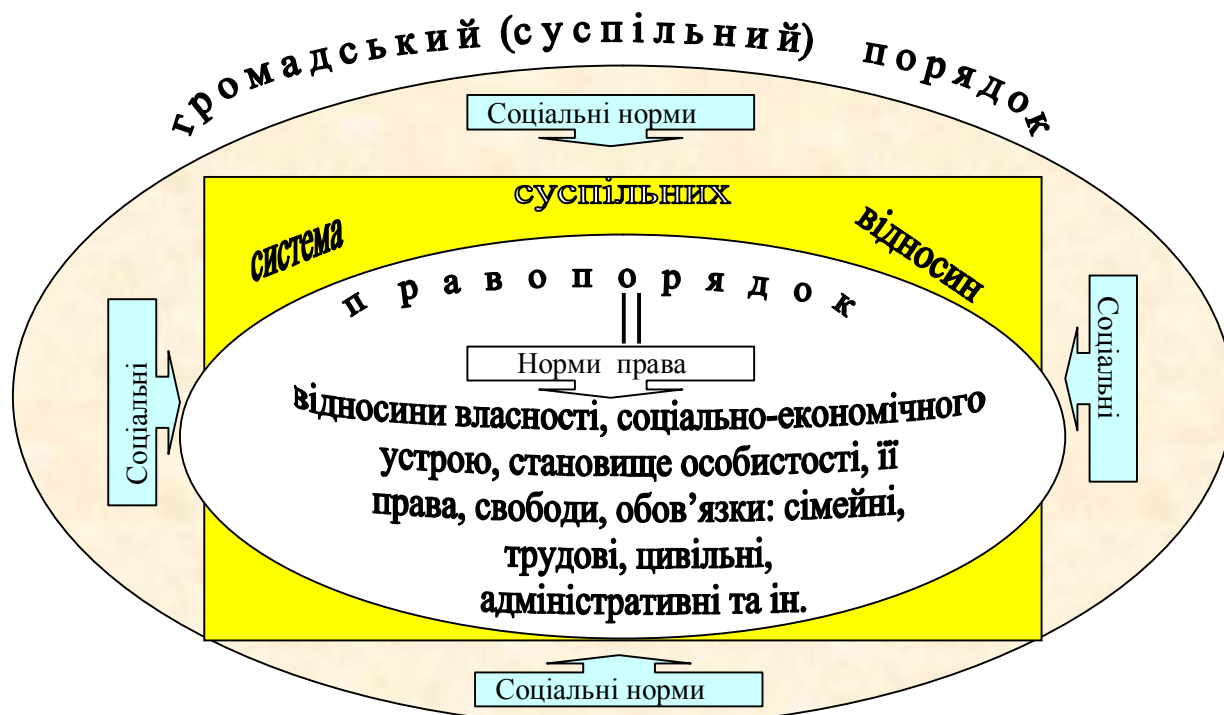 громадський (суспільний) порядок
Соціальні норми
суспільних
система
відносин
правопорядок
Соціальні
Соціальні
Норми права
відносини власності, соціально-економічного
устрою, становище особистості, її
права, свободи, обов’язки: сімейні,
трудові, цивільні,
адміністративні та ін.
Соціальні норми